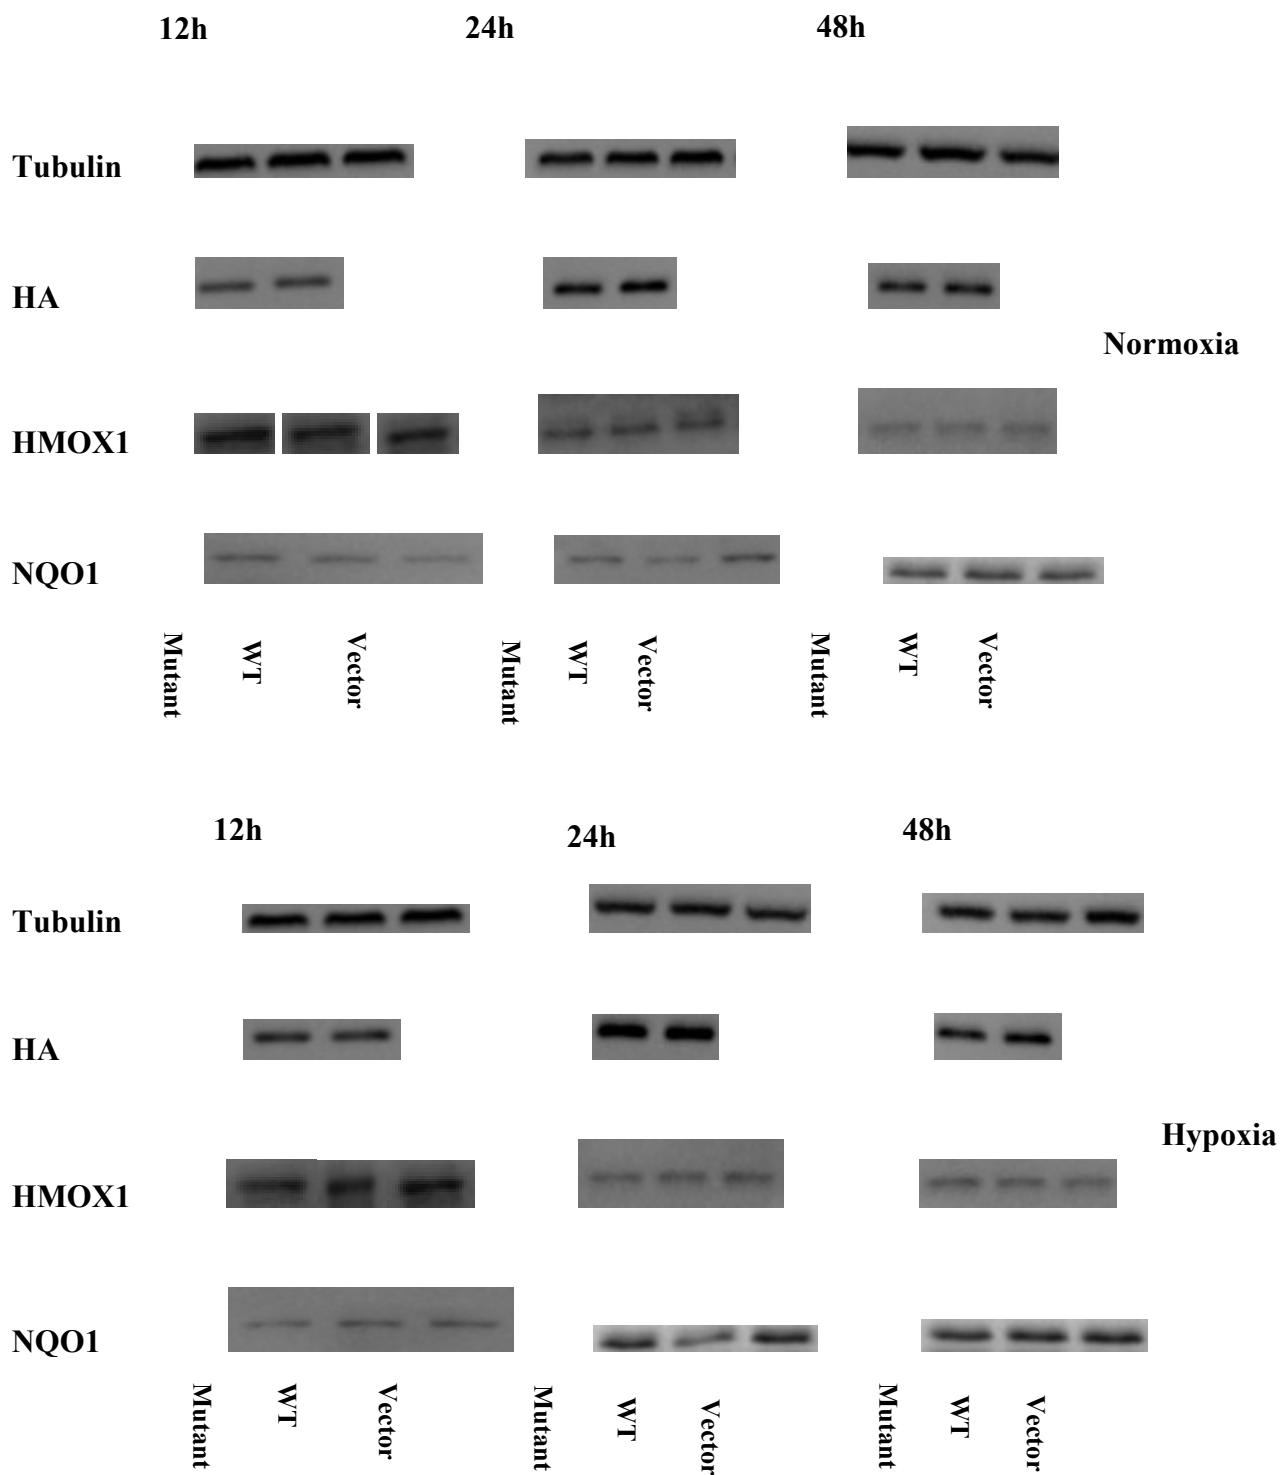 12h 24h 48h
Tubulin
HA
Normoxia
HMOX1
NQO1
Mutant WT Vector Mutant WT Vector Mutant WT Vector
12h 24h 48h
Tubulin
HA
Hypoxia
HMOX1
NQO1
Mutant WT Vector Mutant WT Vector Mutant WT Vector